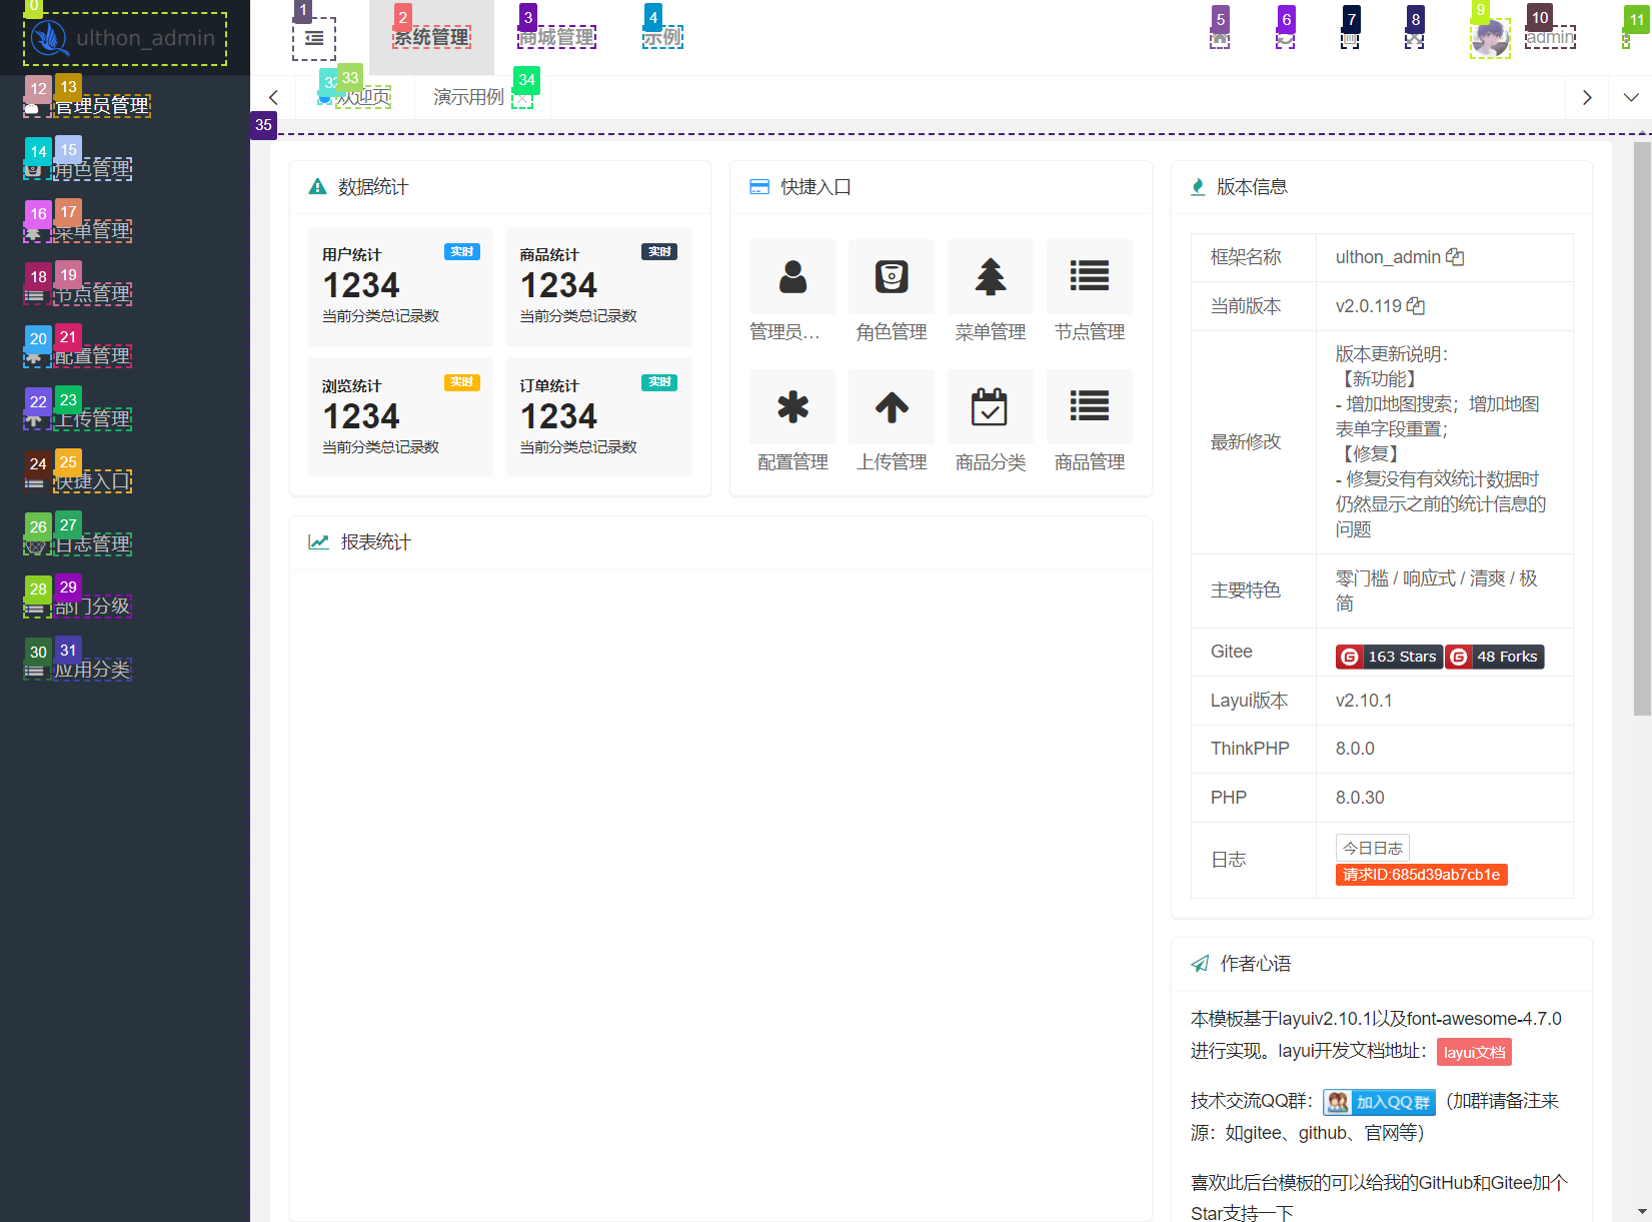 ulthon_admin
系统管理
商城管理
示例
admin
欢迎页
演示用例
管理员管理
角色管理
菜单管理
节点管理
配置管理
上传管理
快捷入口
日志管理
部门分级
应用分类
0
1
2
3
4
5
6
7
8
9
10
11
12
13
14
15
16
17
18
19
20
21
22
23
24
25
26
27
28
29
30
31
32
33
34
35
数据统计
用户统计 实时
1234
当前分类总记录数
商品统计 实时
1234
当前分类总记录数
浏览统计 实时
1234
当前分类总记录数
订单统计 实时
1234
当前分类总记录数
快捷入口
管理员... 角色管理 菜单管理 节点管理
配置管理 上传管理 商品分类 商品管理
报表统计
版本信息
框架名称 ulthon_admin
当前版本 v2.0.119
最新修改
版本更新说明：
【新功能】
- 增加地图搜索；增加地图
表单字段重置；
【修复】
- 修复没有有效统计数据时
仍然显示之前的统计信息的
问题
主要特色
零门槛 / 响应式 / 清爽 / 极
简
Gitee 163 Stars 48 Forks
Layui版本 v2.10.1
ThinkPHP 8.0.0
PHP 8.0.30
日志
今日日志
请求ID:685d39ab7cb1e
作者心语
本模板基于layuiv2.10.1以及font-awesome-4.7.0
进行实现。layui开发文档地址： layui文档
技术交流QQ群： 加入QQ群 （加群请备注来
源：如gitee、github、官网等）
喜欢此后台模板的可以给我的GitHub和Gitee加个
Star支持一下